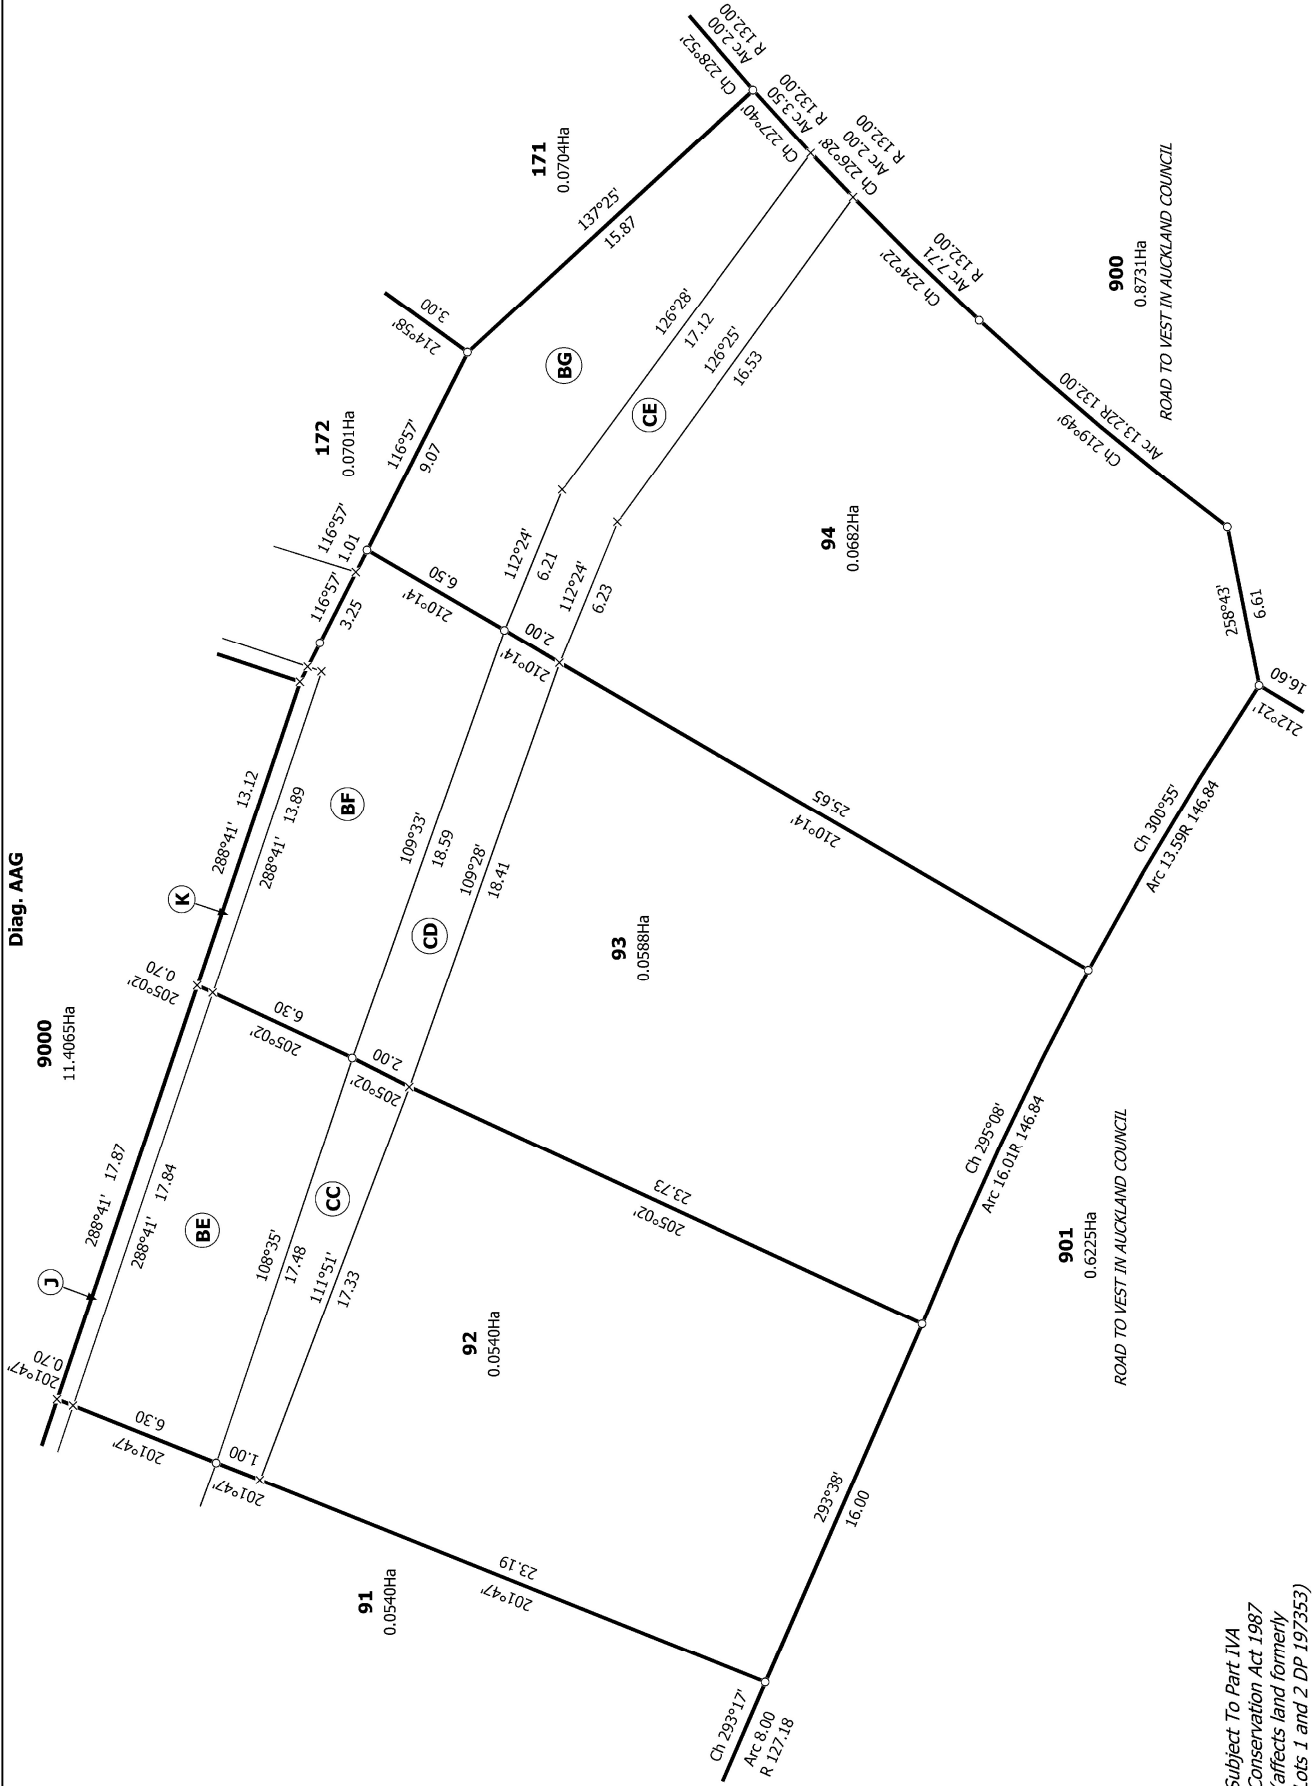 Diag. AAG
9000
11.4065Ha
J
K
201°47'
0.70
288°41' 17.87
288°41' 17.84
205°02'
0.70
288°41' 13.12
288°41' 13.89
116°57'
3.25
116°57'
1.01
172
0.0701Ha
116°57'
9.07
214°58'
3.00
171
0.0704Ha
137°25'
15.87
Ch 228°52'
Arc 2.00
R 132.00
Ch 227°40'
Arc 3.50
R 132.00
Ch 226°28'
Arc 2.00
R 132.00
Ch 224°22'
Arc 7.71
R 132.00
Ch 219°49'
Arc 13.22R 132.00
201°47'
6.30
BE
205°02'
6.30
BF
210°14'
6.50
BG
201°47'
1.00
108°35'
17.48
CC
111°51'
17.33
205°02'
2.00
109°33'
18.59
CD
109°28'
18.41
210°14'
2.00
112°24'
6.21
112°24'
6.23
126°28'
17.12
CE
126°25'
16.53
91
0.0540Ha
201°47'
23.19
92
0.0540Ha
205°02'
23.73
93
0.0588Ha
210°14'
25.65
94
0.0682Ha
258°43'
6.61
212°21'
16.60
Ch 293°17'
Arc 8.00
R 127.18
293°38'
16.00
Ch 295°08'
Arc 16.01R 146.84
Ch 300°55'
Arc 13.59R 146.84
901
0.6225Ha
ROAD TO VEST IN AUCKLAND COUNCIL
900
0.8731Ha
ROAD TO VEST IN AUCKLAND COUNCIL
Subject To Part IVA
Conservation Act 1987
(affects land formerly
Lots 1 and 2 DP 197353)